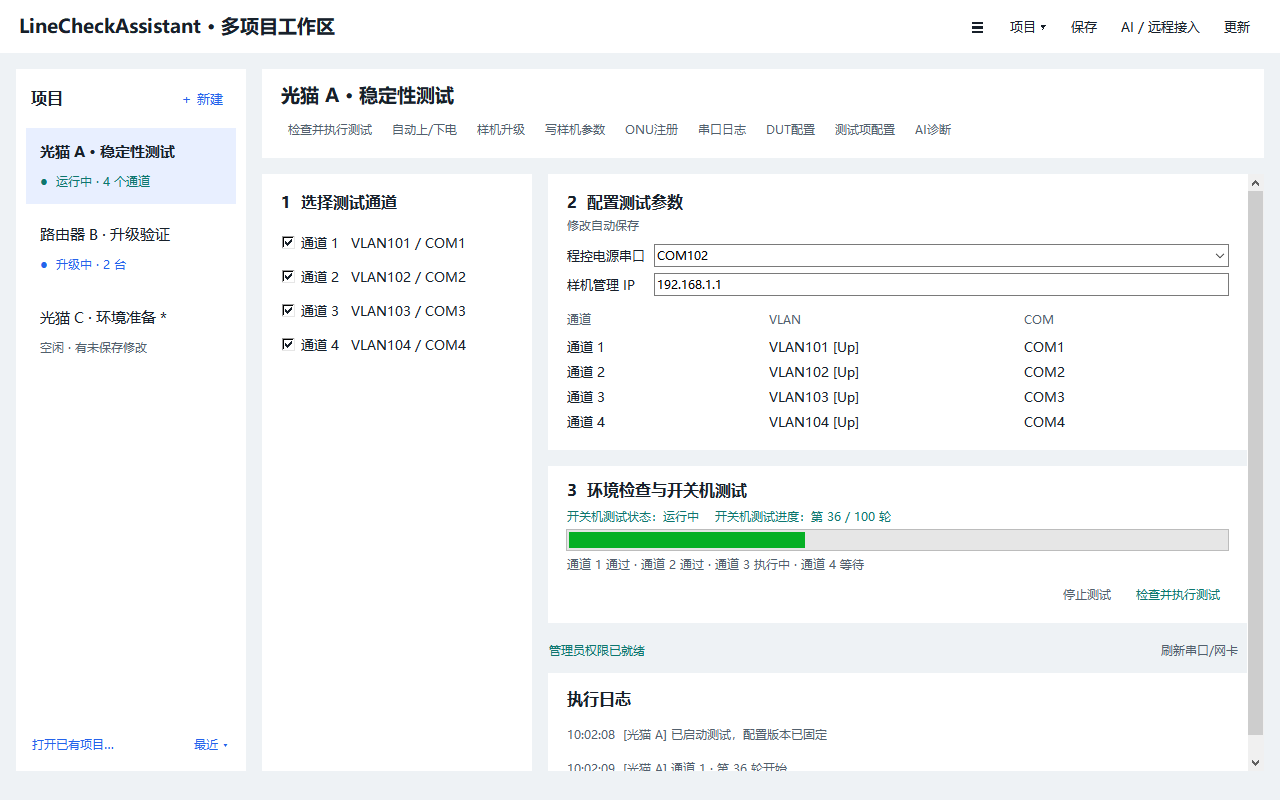 LineCheckAssistant · 多项目工作区
☰ 项目 ▾ 保存 AI / 远程接入 更新
项目 + 新建
光猫 A · 稳定性测试
● 运行中 · 4 个通道
路由器 B · 升级验证
● 升级中 · 2 台
光猫 C · 环境准备 *
空闲 · 有未保存修改
打开已有项目... 最近 ▾
光猫 A · 稳定性测试
检查并执行测试 自动上/下电 样机升级 写样机参数 ONU注册 串口日志 DUT配置 测试项配置 AI诊断
1 选择测试通道
通道 1 VLAN101 / COM1
通道 2 VLAN102 / COM2
通道 3 VLAN103 / COM3
通道 4 VLAN104 / COM4
2 配置测试参数
修改自动保存
程控电源串口 COM102
样机管理 IP 192.168.1.1
通道 VLAN COM
通道 1 VLAN101 [Up] COM1
通道 2 VLAN102 [Up] COM2
通道 3 VLAN103 [Up] COM3
通道 4 VLAN104 [Up] COM4
3 环境检查与开关机测试
开关机测试状态：运行中 开关机测试进度：第 36 / 100 轮
通道 1 通过 · 通道 2 通过 · 通道 3 执行中 · 通道 4 等待
停止测试 检查并执行测试
管理员权限已就绪 刷新串口/网卡
执行日志
10:02:08 [光猫 A] 已启动测试，配置版本已固定
10:02:09 [光猫 A] 通道 1 · 第 36 轮开始